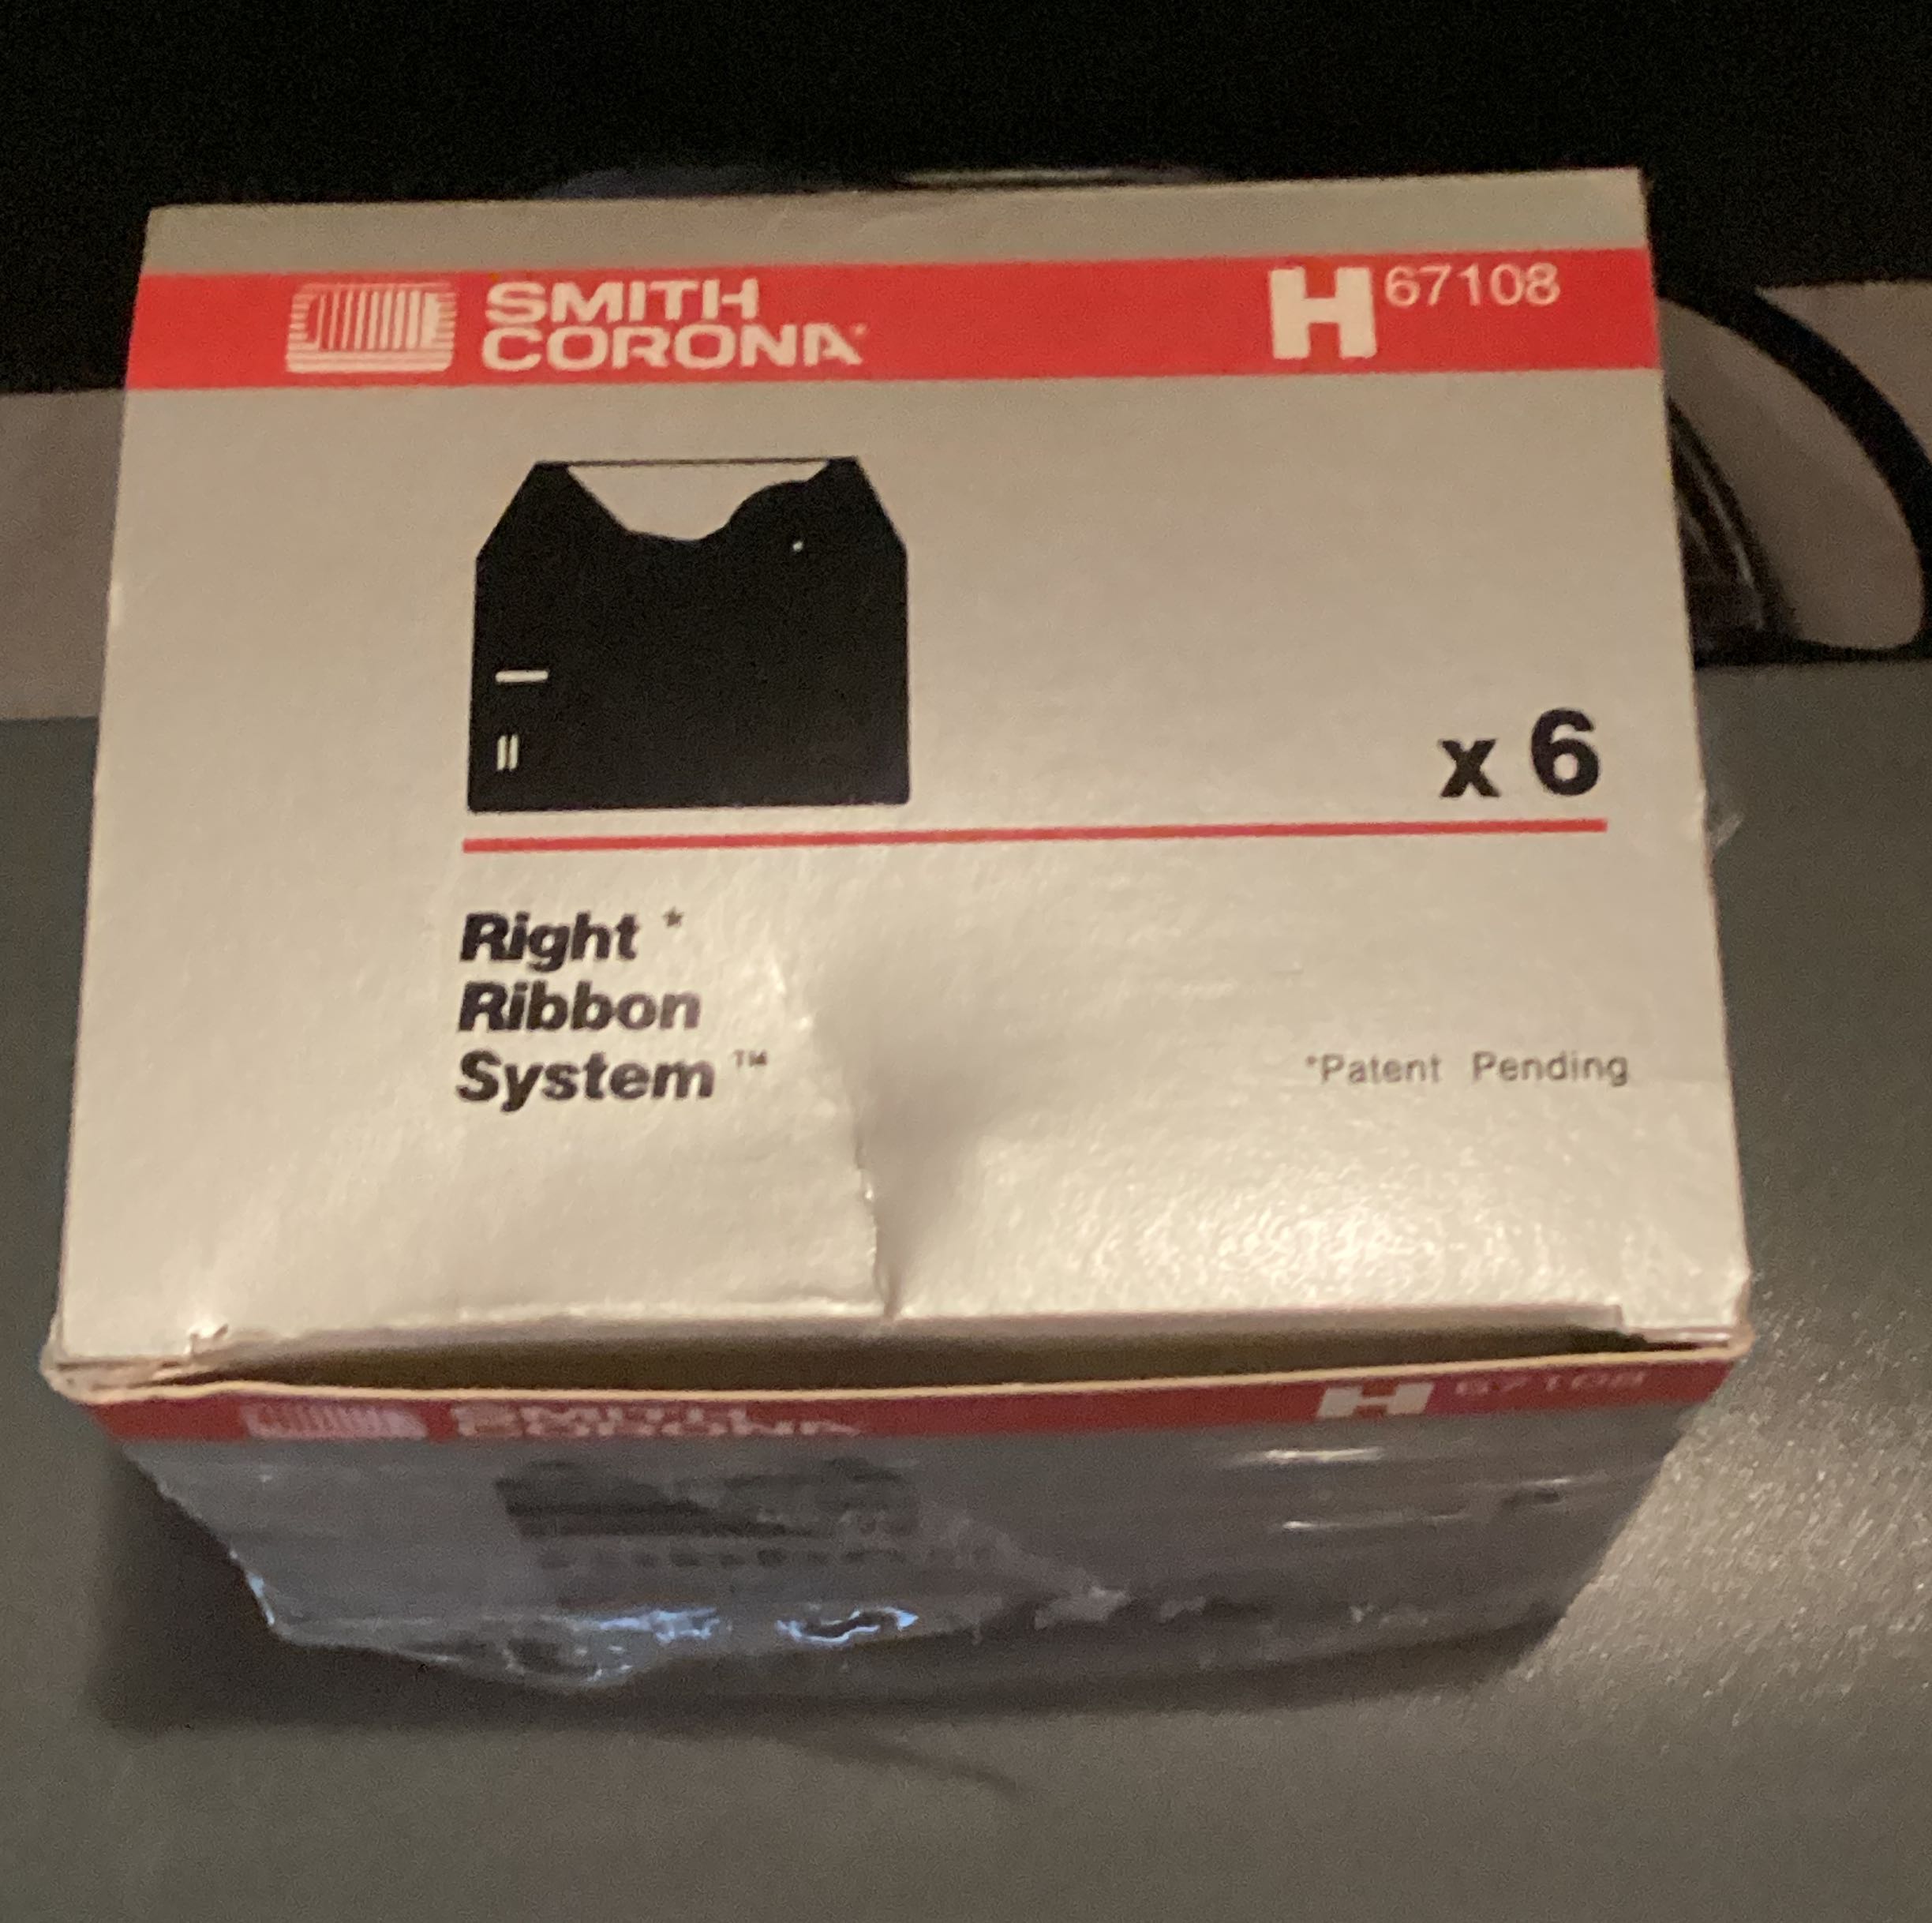 SMITH
CORONA
H 67108
x 6
Right *
Ribbon
System ™
*Patent Pending
SMITH
CORONA
H 67108